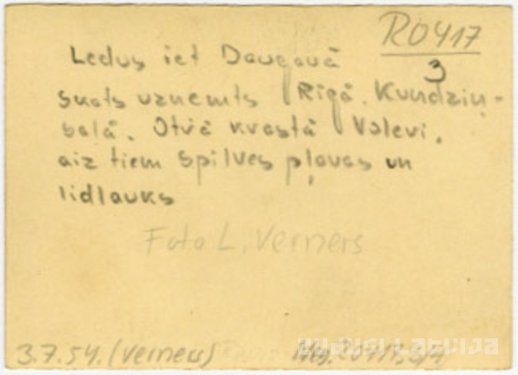 R0417
3
Ledus iet Daugavā
skats uzņemts Rīgā. Kundziņ-
salā. Otrā krastā Voleri,
aiz tiem Spilves pļavas un
lidlauks
Foto L. Verners
3.7.54. (Verners)